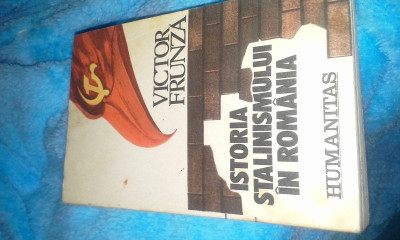 VICTOR
FRUNZĂ
ISTORIA
STALINISMULUI
ÎN ROMÂNIA
HUMANITAS